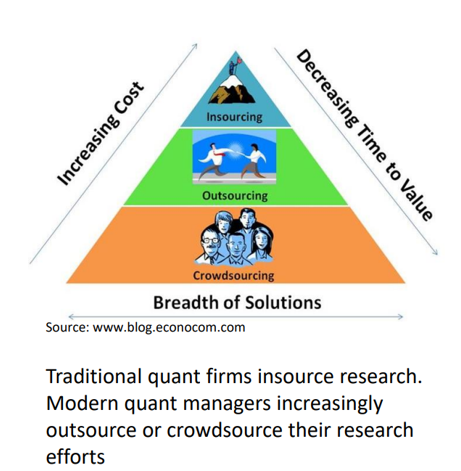 Increasing Cost
Decreasing Time to Value
Insourcing
Outsourcing
Crowdsourcing
Breadth of Solutions
Source: www.blog.econocom.com
Traditional quant firms insource research.
Modern quant managers increasingly
outsource or crowdsource their research
efforts